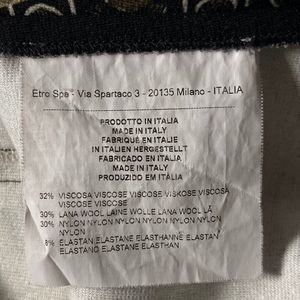 Etro Spa - Via Spartaco 3 - 20135 Milano - ITALIA
PRODOTTO IN ITALIA
MADE IN ITALY
FABRIQUÉ EN ITALIE
IN ITALIEN HERGESTELLT
FABRICADO EN ITALIA
MADE IN ITALY
PRODUZIDO EM ITALIA
32% VISCOSA VISCOSE VISCOSE VISKOSE VISCOSA
VISCOSE VISCOSE
30% LANA WOOL LAINE WOLLE LANA WOOL LÃ
30% NYLON NYLON NYLON NYLON NYLON NYLON
NYLON
8% ELASTAN ELASTANE ELASTHANNE ELASTAN
ELASTANO ELASTANE ELASTHAN